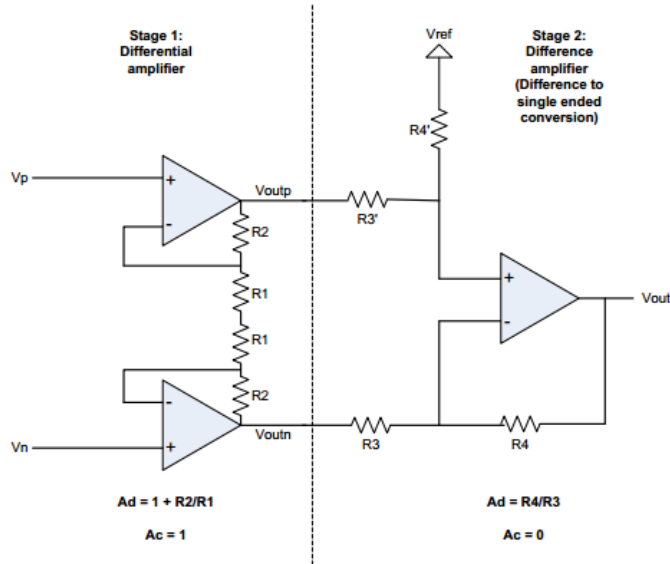 Stage 1:
Differential
amplifier
Vref
Stage 2:
Difference
amplifier
(Difference to
single ended
conversion)
R4'
Vp
+
-
Voutp
R3'
R2
R1
R1
R2
-
+
Vn
Voutn
+
-
Vout
R3
R4
Ad = 1 + R2/R1
Ac = 1
Ad = R4/R3
Ac = 0